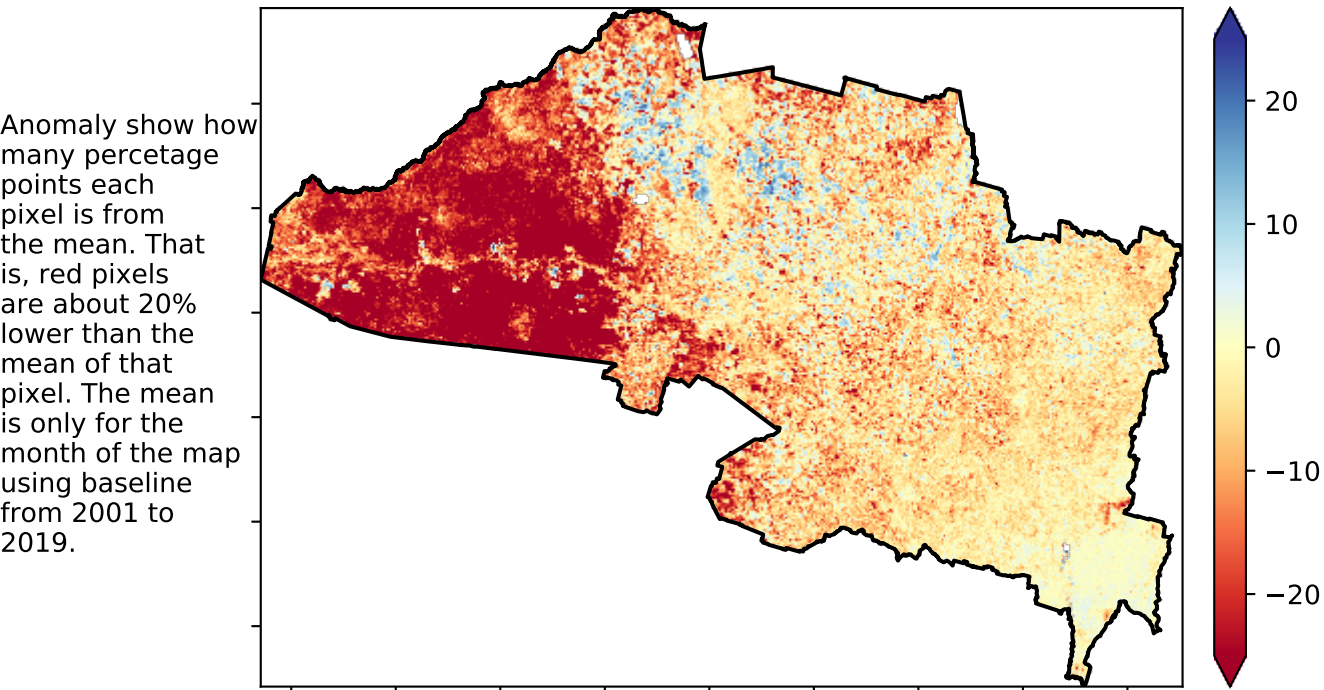 Anomaly show how
many percetage
points each
pixel is from
the mean. That
is, red pixels
are about 20%
lower than the
mean of that
pixel. The mean
is only for the
month of the map
using baseline
from 2001 to
2019.
20
10
0
−10
−20